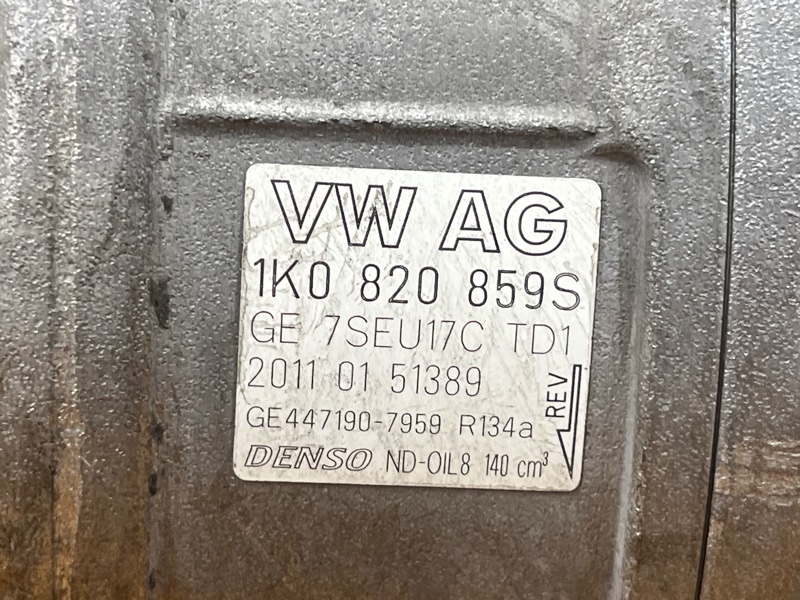 VW AG
1K0 820 859S
GE 7SEU17C TD1
2011 01 51389
REV
GE447190-7959 R134a
DENSO ND-OIL8 140 cm³